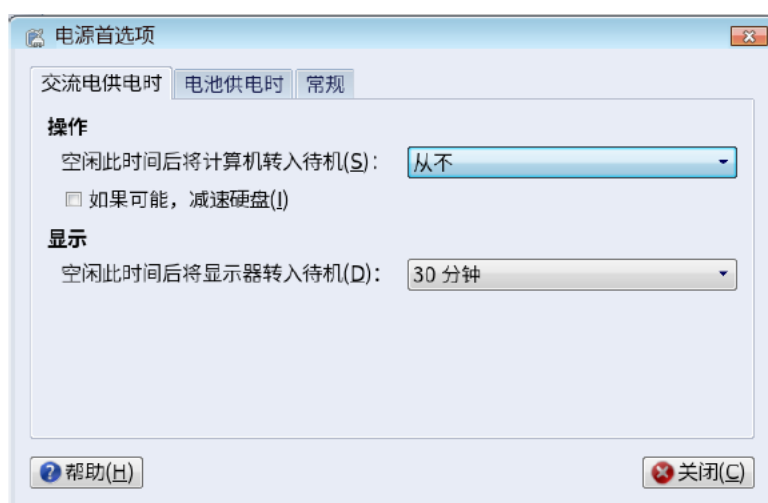 电源首选项
交流电供电时 电池供电时 常规
操作
空闲此时间后将计算机转入待机(S)： 从不
如果可能，减速硬盘(I)
显示
空闲此时间后将显示器转入待机(D)： 30 分钟
帮助(H) 关闭(C)